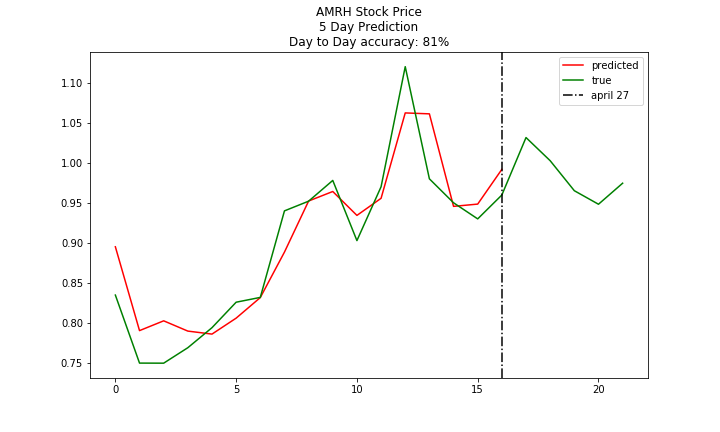 AMRH Stock Price
5 Day Prediction
Day to Day accuracy: 81%
predicted
true
april 27
1.10
1.05
1.00
0.95
0.90
0.85
0.80
0.75
0
5
10
15
20